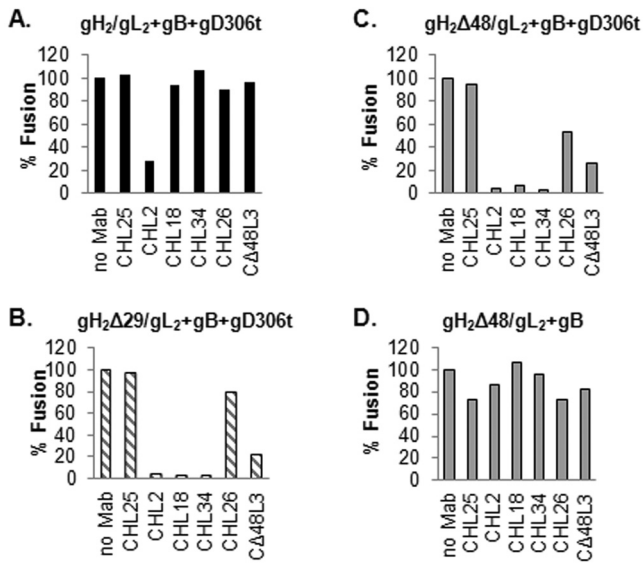 A. gH2/gL2+gB+gD306t
% Fusion
120
100
80
60
40
20
0
no Mab
CHL25
CHL2
CHL18
CHL34
CHL26
CΔ48L3
B. gH2Δ29/gL2+gB+gD306t
% Fusion
120
100
80
60
40
20
0
no Mab
CHL25
CHL2
CHL18
CHL34
CHL26
CΔ48L3
C. gH2Δ48/gL2+gB+gD306t
% Fusion
120
100
80
60
40
20
0
no Mab
CHL25
CHL2
CHL18
CHL34
CHL26
CΔ48L3
D. gH2Δ48/gL2+gB
% Fusion
120
100
80
60
40
20
0
no Mab
CHL25
CHL2
CHL18
CHL34
CHL26
CΔ48L3